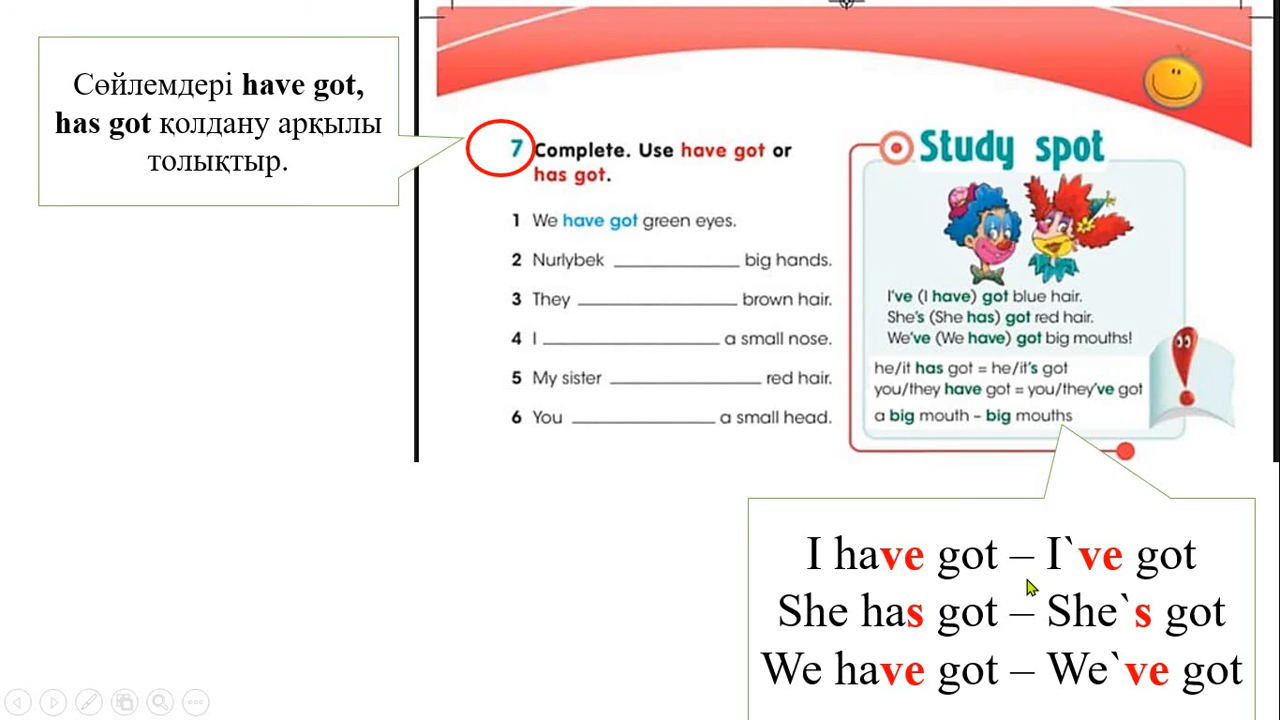 Сөйлемдері have got,
has got қолдану арқылы
толықтыр.
7 Complete. Use have got or
has got.
1 We have got green eyes.
2 Nurlybek ____________ big hands.
3 They ____________ brown hair.
4 I ____________ a small nose.
5 My sister ____________ red hair.
6 You ____________ a small head.
Study spot
I've (I have) got blue hair.
She's (She has) got red hair.
We've (We have) got big mouths!
he/it has got = he/it's got
you/they have got = you/they've got
a big mouth – big mouths
I have got – I`ve got
She has got – She`s got
We have got – We`ve got